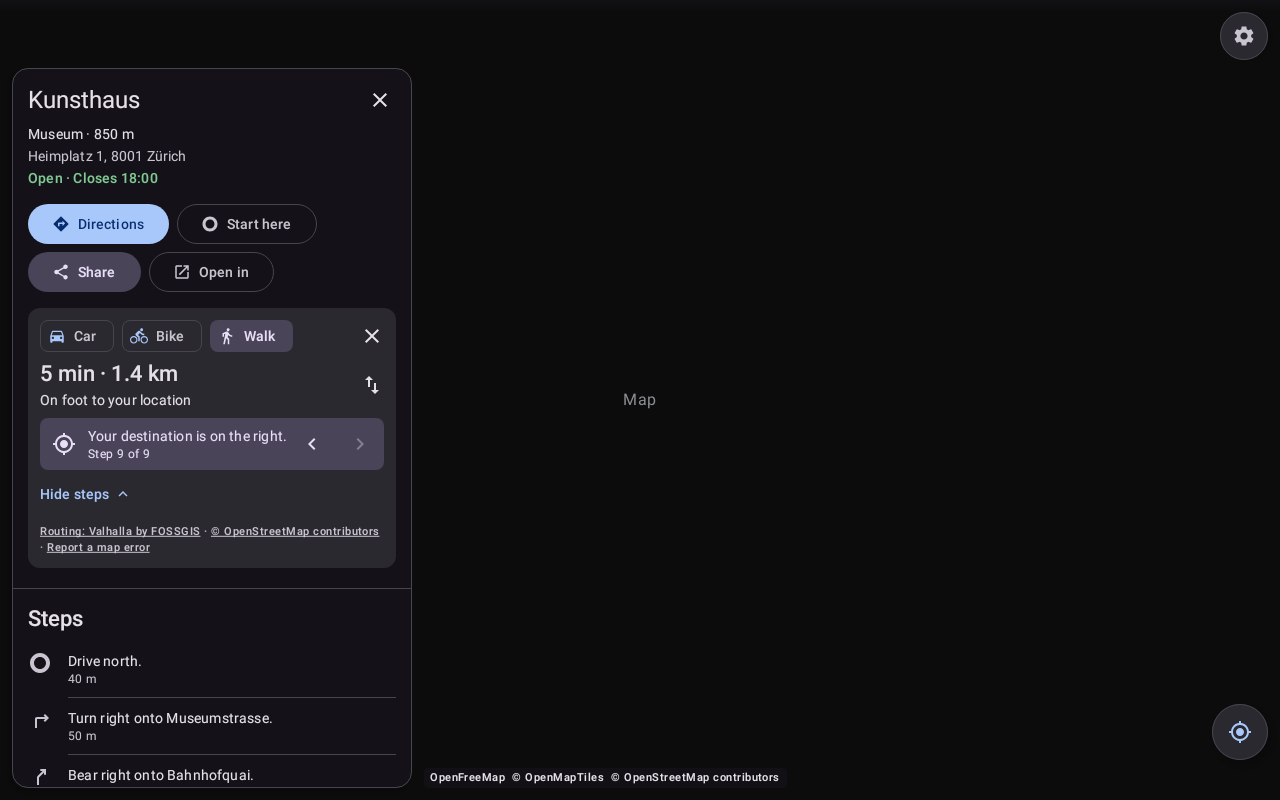 Kunsthaus
Museum · 850 m
Heimplatz 1, 8001 Zürich
Open · Closes 18:00
Directions
Start here
Share
Open in
Car
Bike
Walk
5 min · 1.4 km
On foot to your location
Your destination is on the right.
Step 9 of 9
Hide steps
Routing: Valhalla by FOSSGIS · © OpenStreetMap contributors
· Report a map error
Steps
Drive north.
40 m
Turn right onto Museumstrasse.
50 m
Bear right onto Bahnhofquai.
Map
OpenFreeMap © OpenMapTiles © OpenStreetMap contributors